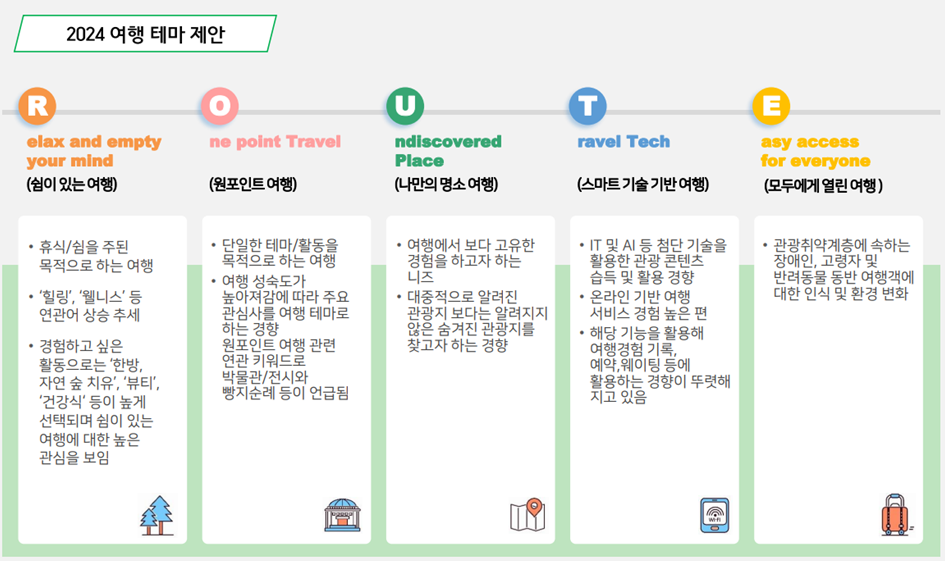 2024 여행 테마 제안
R
elax and empty
your mind
(쉼이 있는 여행)
• 휴식/쉼을 주된
목적으로 하는 여행
• ‘힐링’, ‘웰니스’ 등
연관어 상승 추세
• 경험하고 싶은
활동으로는 ‘한방,
자연 숲 치유’, ‘뷰티’,
‘건강식‘ 등이 높게
선택되며 쉼이 있는
여행에 대한 높은
관심을 보임
O
ne point Travel
(원포인트 여행)
• 단일한 테마/활동을
목적으로 하는 여행
• 여행 성숙도가
높아져감에 따라 주요
관심사를 여행 테마로
하는 경향
원포인트 여행 관련
연관 키워드로
박물관/전시와
빵지순례 등이 언급됨
U
ndiscovered
Place
(나만의 명소 여행)
• 여행에서 보다 고유한
경험을 하고자 하는
니즈
• 대중적으로 알려진
관광지 보다는 알려지지
않은 숨겨진 관광지를
찾고자 하는 경향
T
ravel Tech
(스마트 기술 기반 여행)
• IT 및 AI 등 첨단 기술을
활용한 관광 콘텐츠
습득 및 활용 경향
• 온라인 기반 여행
서비스 경험 높은 편
• 해당 기능을 활용해
여행경험 기록,
예약,웨이팅 등에
활용하는 경향이 뚜렷해
지고 있음
WI-FI
E
asy access
for everyone
(모두에게 열린 여행 )
• 관광취약계층에 속하는
장애인, 고령자 및
반려동물 동반 여행객에
대한 인식 및 환경 변화